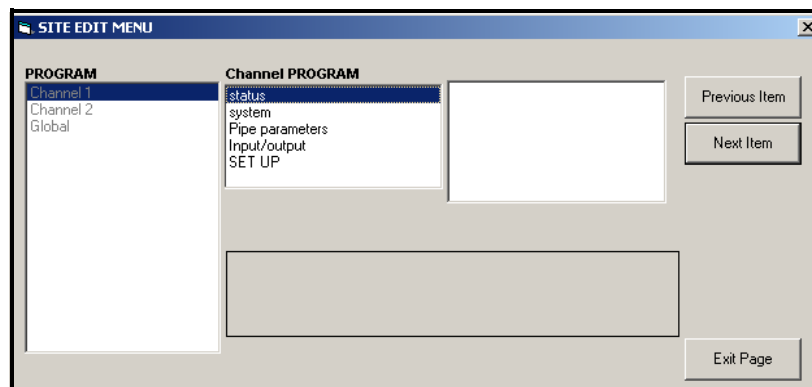 SITE EDIT MENU
PROGRAM
Channel 1
Channel 2
Global
Channel PROGRAM
status
system
Pipe parameters
Input/output
SET UP
Previous Item
Next Item
Exit Page